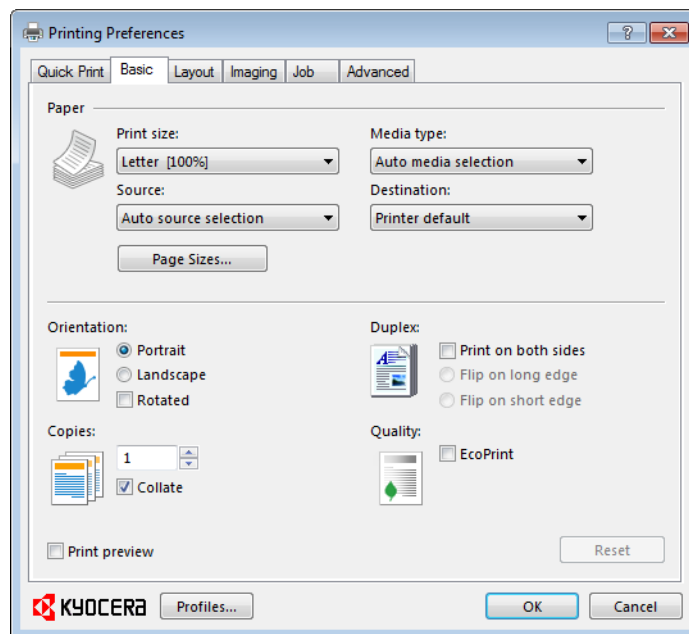 Printing Preferences
Quick Print Basic Layout Imaging Job Advanced
Paper
Print size: Media type:
Letter [100%] Auto media selection
Source: Destination:
Auto source selection Printer default
Page Sizes...
Orientation: Duplex:
Portrait Print on both sides
Landscape Flip on long edge
Rotated Flip on short edge
Copies: Quality:
1 EcoPrint
Collate
Print preview Reset
KYOCERA Profiles... OK Cancel